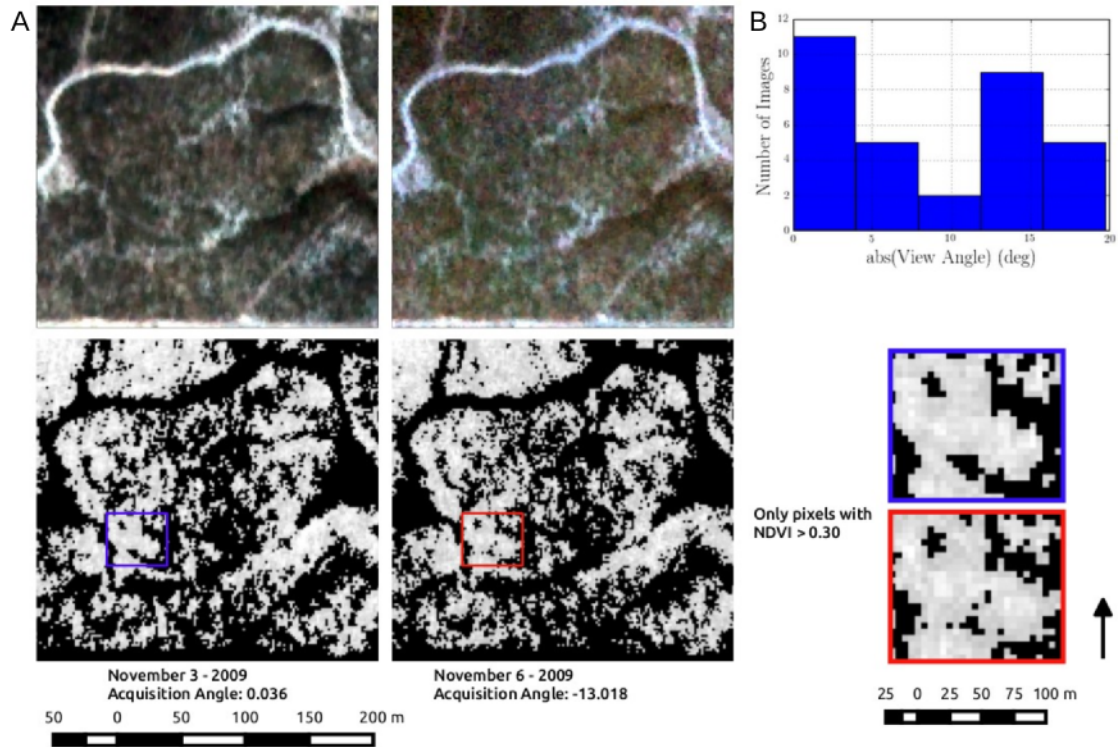 A
B
12
10
8
6
4
2
0
Number of Images
0 5 10 15 20
abs(View Angle) (deg)
Only pixels with
NDVI > 0.30
November 3 - 2009
Acquisition Angle: 0.036
November 6 - 2009
Acquisition Angle: -13.018
50 0 50 100 150 200 m
25 0 25 50 75 100 m